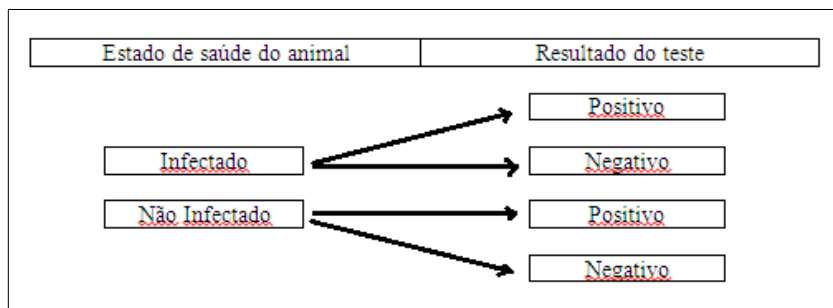 Estado de saúde do animal Resultado do teste
Positivo
Infectado Negativo
Não Infectado Positivo
Negativo